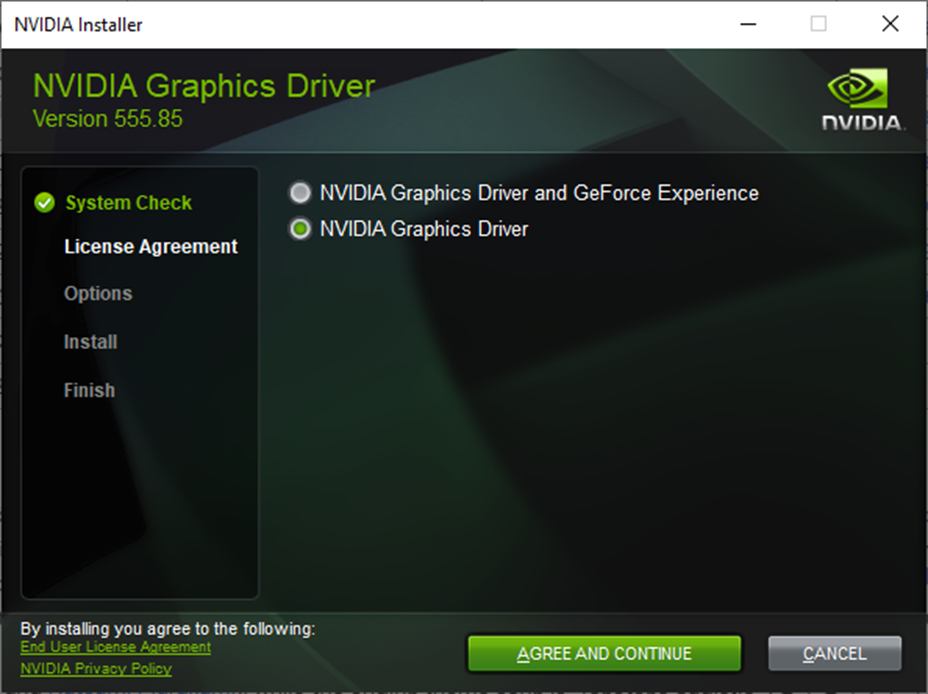 NVIDIA Installer
NVIDIA Graphics Driver
Version 555.85
NVIDIA.
System Check
License Agreement
Options
Install
Finish
NVIDIA Graphics Driver and GeForce Experience
NVIDIA Graphics Driver
By installing you agree to the following:
End User License Agreement
NVIDIA Privacy Policy
AGREE AND CONTINUE
CANCEL